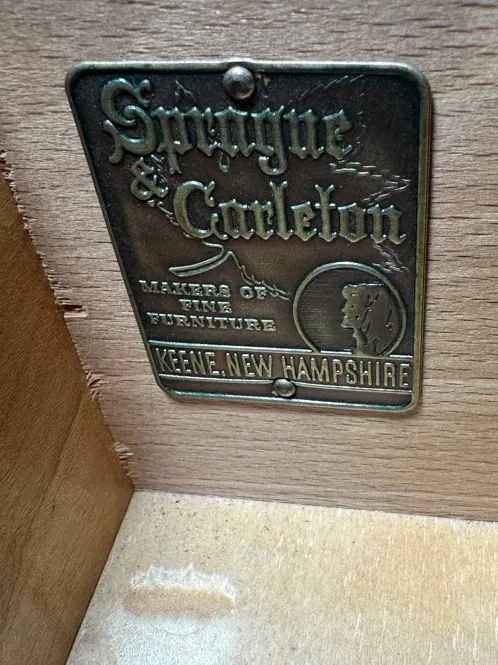 Sprague
& Carleton
MAKERS OF
FINE
FURNITURE
KEENE, NEW HAMPSHIRE